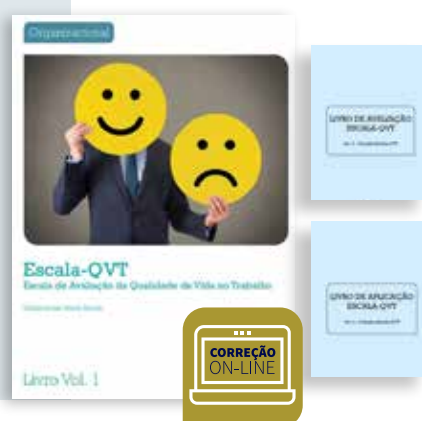 Organizacional
Escala-QVT
Escala de Avaliação da Qualidade de Vida no Trabalho
Livro Vol. 1
CORREÇÃO
ON-LINE
LIVRO DE AVALIAÇÃO
ESCALA-QVT
LIVRO DE APLICAÇÃO
ESCALA-QVT